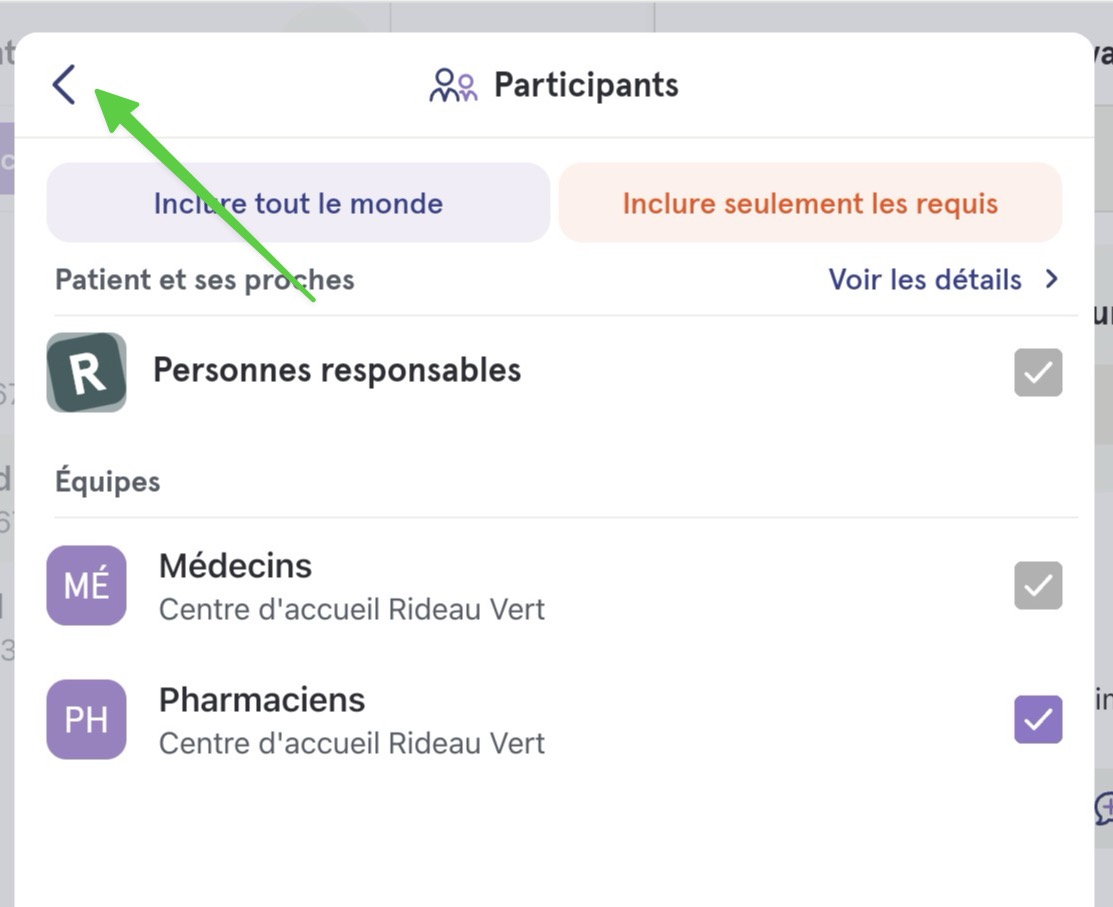 Participants
Inclure tout le monde
Inclure seulement les requis
Patient et ses proches
Voir les détails
R
Personnes responsables
Équipes
MÉ
Médecins
Centre d'accueil Rideau Vert
PH
Pharmaciens
Centre d'accueil Rideau Vert